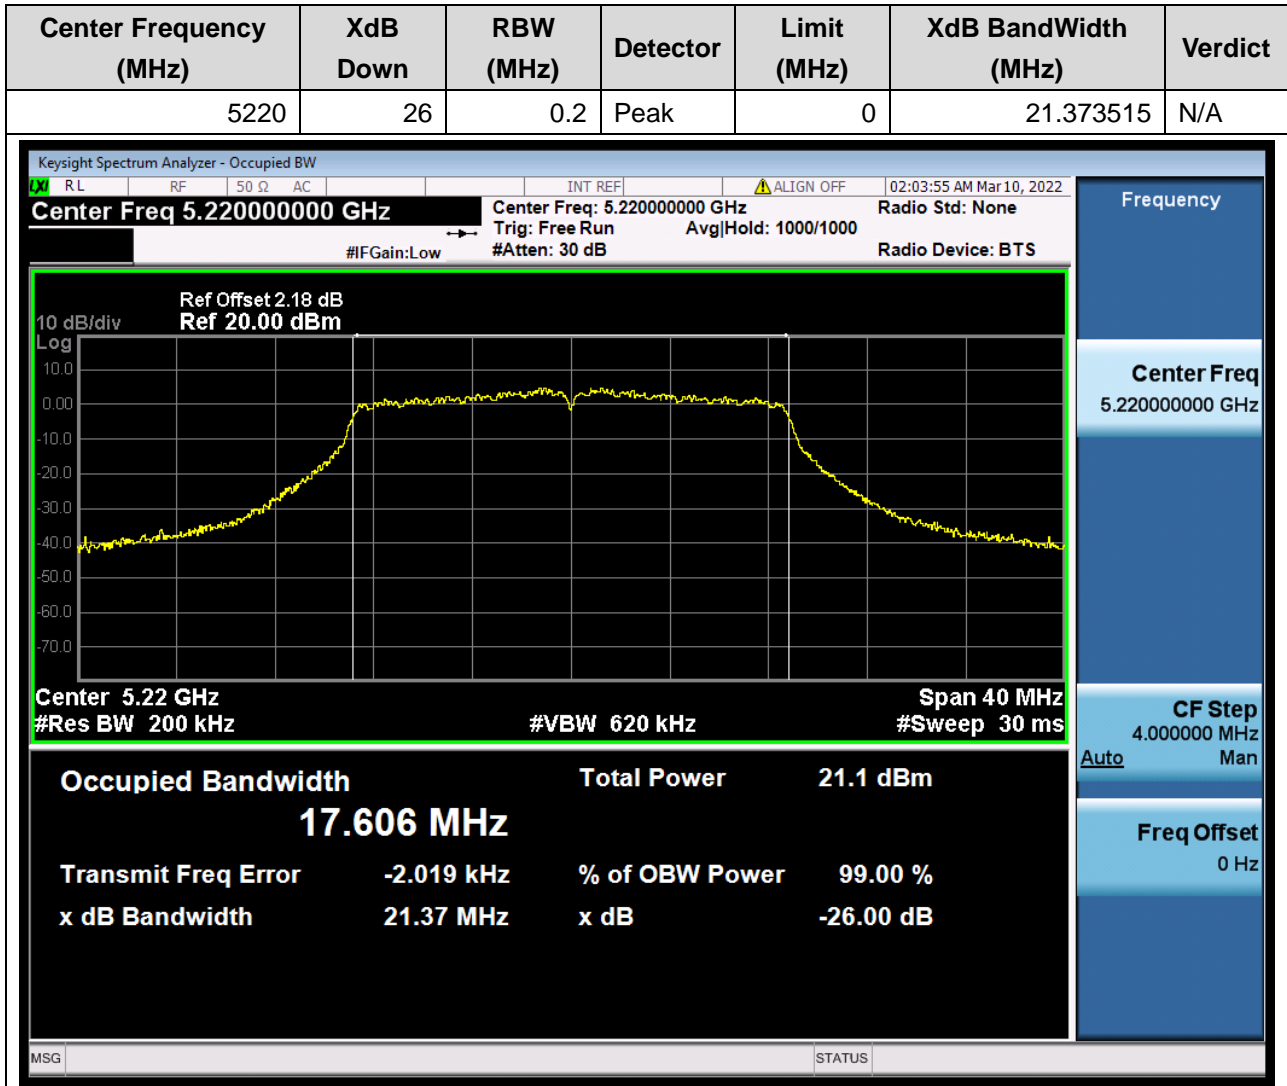 Center Frequency (MHz) XdB Down RBW (MHz) Detector Limit (MHz) XdB BandWidth (MHz) Verdict
5220 26 0.2 Peak 0 21.373515 N/A
Keysight Spectrum Analyzer - Occupied BW
LXI RL RF 50 Ω AC INT REF ALIGN OFF 02:03:55 AM Mar 10, 2022
Center Freq 5.220000000 GHz Center Freq: 5.220000000 GHz Radio Std: None
Trig: Free Run Avg|Hold: 1000/1000
#IFGain:Low #Atten: 30 dB Radio Device: BTS
Ref Offset 2.18 dB
10 dB/div Ref 20.00 dBm
Log
10.0
0.00
-10.0
-20.0
-30.0
-40.0
-50.0
-60.0
-70.0
Center 5.22 GHz Span 40 MHz
#Res BW 200 kHz #VBW 620 kHz #Sweep 30 ms
Occupied Bandwidth Total Power 21.1 dBm
17.606 MHz
Transmit Freq Error -2.019 kHz % of OBW Power 99.00 %
x dB Bandwidth 21.37 MHz x dB -26.00 dB
Frequency
Center Freq
5.220000000 GHz
CF Step
4.000000 MHz
Auto Man
Freq Offset
0 Hz
MSG STATUS